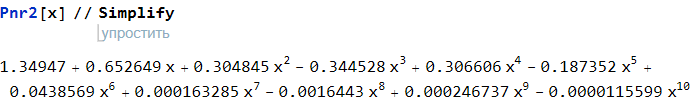 Pnr2[x] // Simplify
упростить
1.34947 + 0.652649 x + 0.304845 x² - 0.344528 x³ + 0.306606 x⁴ - 0.187352 x⁵ +
0.0438569 x⁶ + 0.000163285 x⁷ - 0.0016443 x⁸ + 0.000246737 x⁹ - 0.0000115599 x¹⁰